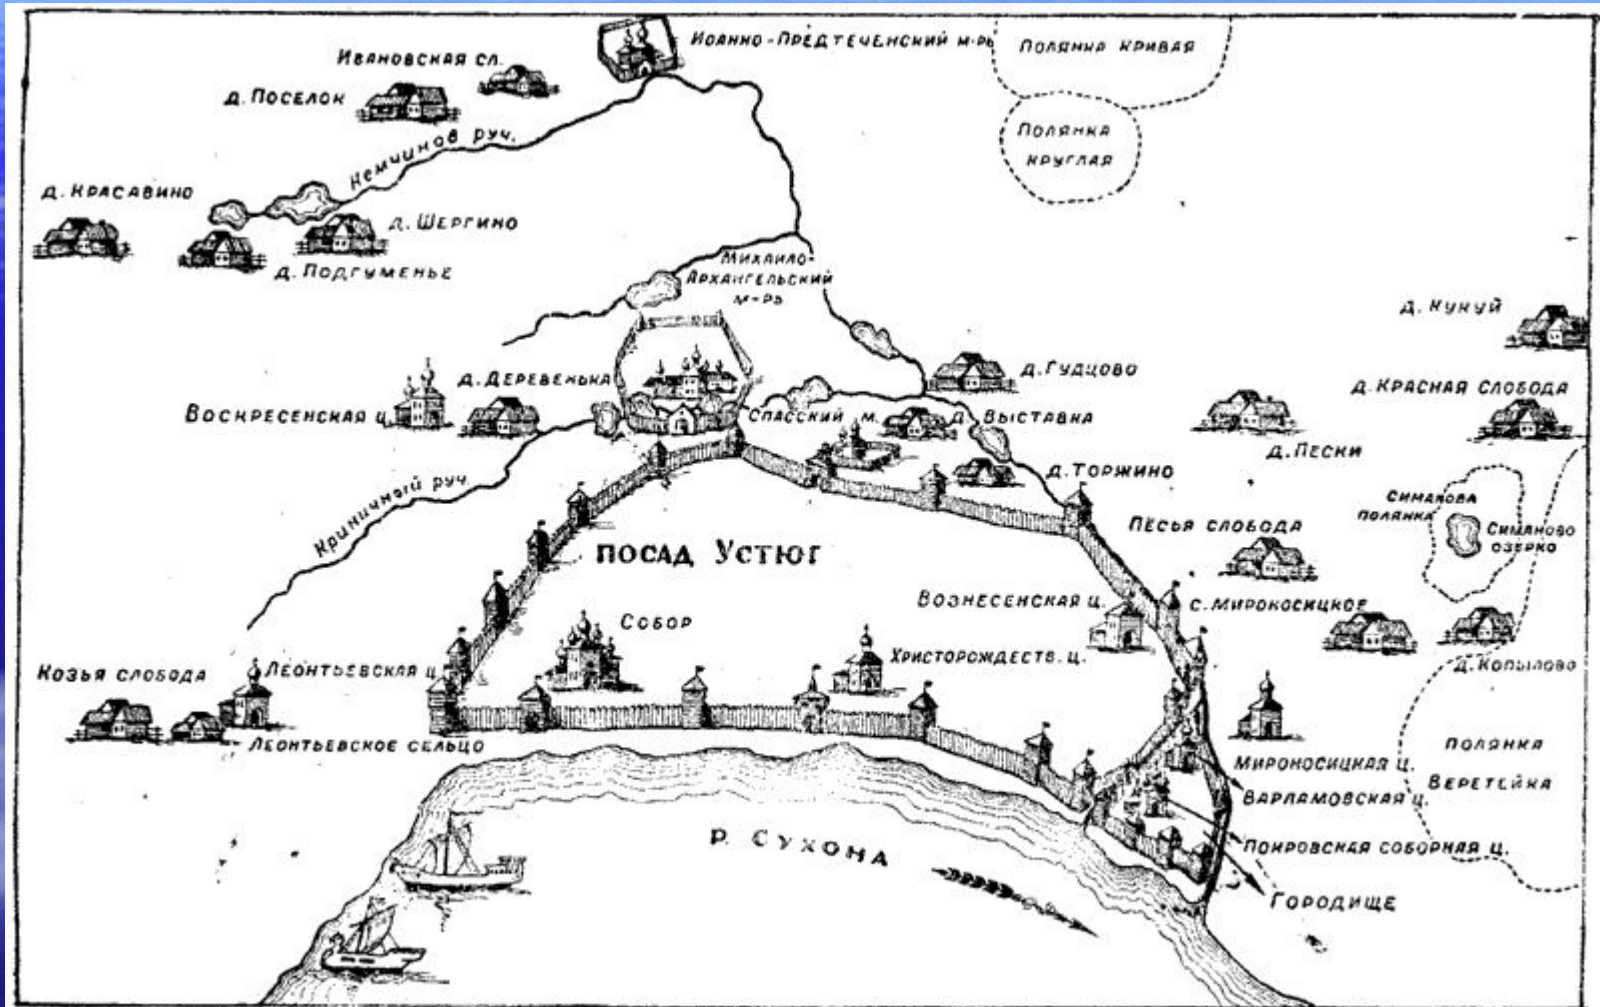 Иоанно-Предтеченский м-рь
Полянка Кривая
Ивановская сл.
д. Поселок
Полянка
Круглая
Немчинов руч.
д. Красавино
д. Шергино
д. Подгуменье
Михаило-
Архангельский
м-рь
д. Кукуй
д. Гудцово
д. Деревенька
д. Красная слобода
Воскресенская ц.
Спасский м.
д. Выставка
д. Пески
д. Торжино
Криничный руч.
Симанова
полянка
Симаново
озерко
Песья слобода
посад Устюг
Вознесенская ц.
с. Мироносицкое
Собор
Христорождеств. ц.
д. Копылово
Козья слобода
Леонтьевская ц.
Леонтьевское сельцо
Полянка
Веретейка
Мироносицкая ц.
Варламовская ц.
р. Сухона
Покровская соборная ц.
Городище